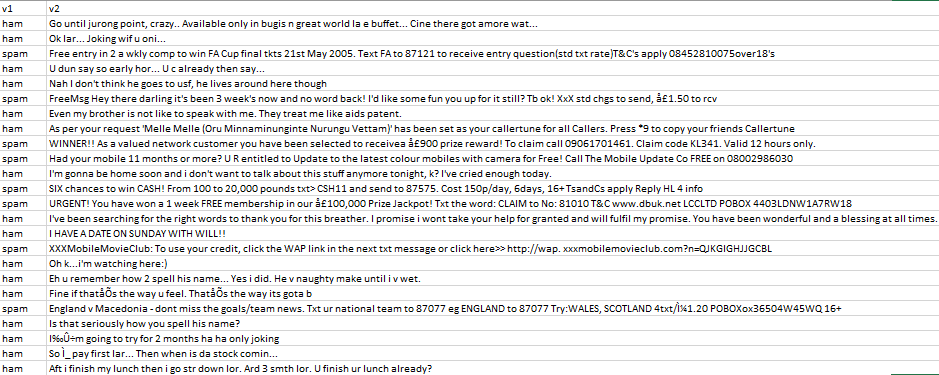 v1 v2
ham Go until jurong point, crazy.. Available only in bugis n great world la e buffet... Cine there got amore wat...
ham Ok lar... Joking wif u oni...
spam Free entry in 2 a wkly comp to win FA Cup final tkts 21st May 2005. Text FA to 87121 to receive entry question(std txt rate)T&C's apply 08452810075over18's
ham U dun say so early hor... U c already then say...
ham Nah I don't think he goes to usf, he lives around here though
spam FreeMsg Hey there darling it's been 3 week's now and no word back! I'd like some fun you up for it still? Tb ok! XxX std chgs to send, å£1.50 to rcv
ham Even my brother is not like to speak with me. They treat me like aids patent.
ham As per your request 'Melle Melle (Oru Minnaminunginte Nurungu Vettam)' has been set as your callertune for all Callers. Press *9 to copy your friends Callertune
spam WINNER!! As a valued network customer you have been selected to receivea å£900 prize reward! To claim call 09061701461. Claim code KL341. Valid 12 hours only.
spam Had your mobile 11 months or more? U R entitled to Update to the latest colour mobiles with camera for Free! Call The Mobile Update Co FREE on 08002986030
ham I'm gonna be home soon and i don't want to talk about this stuff anymore tonight, k? I've cried enough today.
spam SIX chances to win CASH! From 100 to 20,000 pounds txt> CSH11 and send to 87575. Cost 150p/day, 6days, 16+ TsandCs apply Reply HL 4 info
spam URGENT! You have won a 1 week FREE membership in our å£100,000 Prize Jackpot! Txt the word: CLAIM to No: 81010 T&C www.dbuk.net LCCLTD POBOX 4403LDNW1A7RW18
ham I've been searching for the right words to thank you for this breather. I promise i wont take your help for granted and will fulfil my promise. You have been wonderful and a blessing at all times.
ham I HAVE A DATE ON SUNDAY WITH WILL!!
spam XXXMobileMovieClub: To use your credit, click the WAP link in the next txt message or click here>> http://wap. xxxmobilemovieclub.com?n=QJKGIGHJJGCBL
ham Oh k...i'm watching here:)
ham Eh u remember how 2 spell his name... Yes i did. He v naughty make until i v wet.
ham Fine if thatåÕs the way u feel. ThatåÕs the way its gota b
spam England v Macedonia - dont miss the goals/team news. Txt ur national team to 87077 eg ENGLAND to 87077 Try:WALES, SCOTLAND 4txt/Ì¼1.20 POBOXox36504W45WQ 16+
ham Is that seriously how you spell his name?
ham I‰Û÷m going to try for 2 months ha ha only joking
ham So Ì_ pay first lar... Then when is da stock comin...
ham Aft i finish my lunch then i go str down lor. Ard 3 smth lor. U finish ur lunch already?